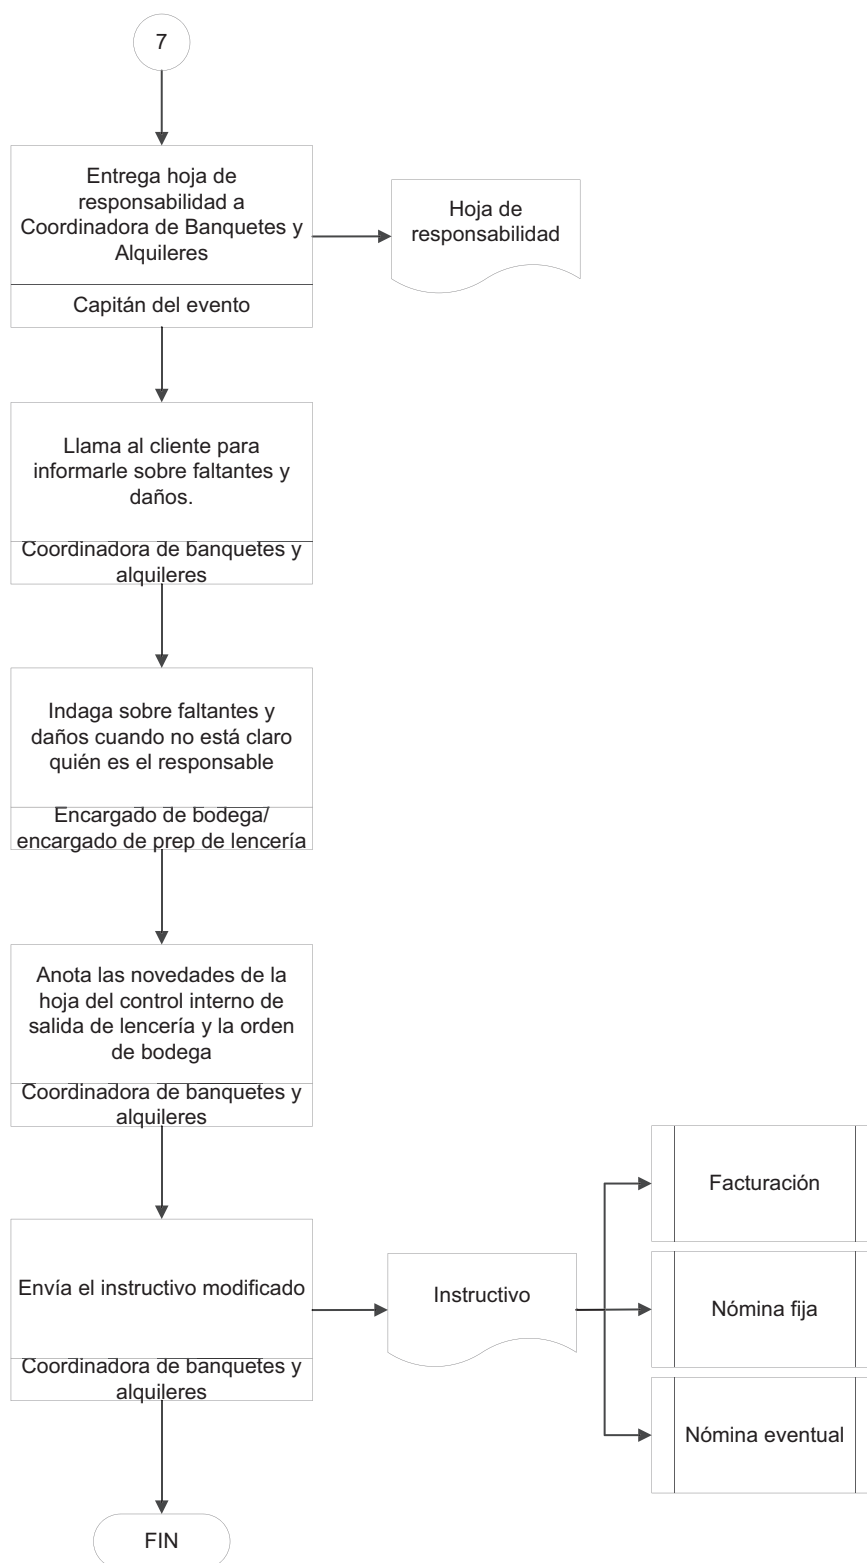 7
Entrega hoja de
responsabilidad a
Coordinadora de Banquetes y
Alquileres
Capitán del evento
Hoja de
responsabilidad
Llama al cliente para
informarle sobre faltantes y
daños.
Coordinadora de banquetes y
alquileres
Indaga sobre faltantes y
daños cuando no está claro
quién es el responsable
Encargado de bodega/
encargado de prep de lencería
Anota las novedades de la
hoja del control interno de
salida de lencería y la orden
de bodega
Coordinadora de banquetes y
alquileres
Envía el instructivo modificado
Coordinadora de banquetes y
alquileres
Instructivo
Facturación
Nómina fija
Nómina eventual
FIN